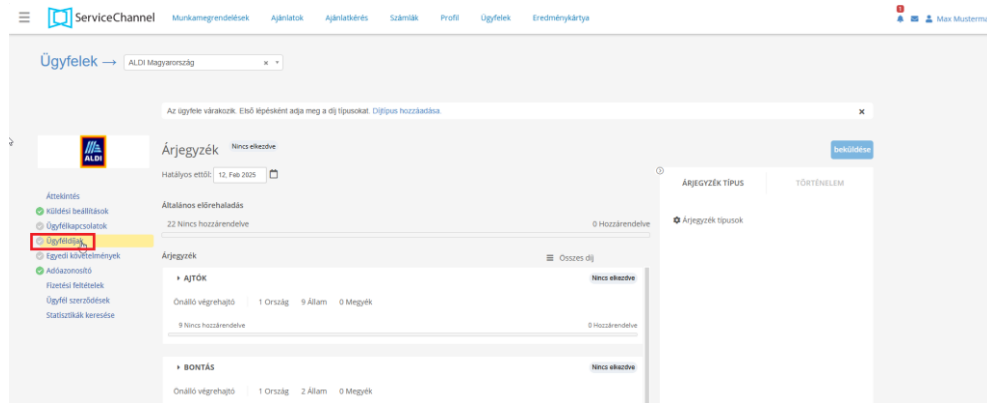 ServiceChannel Munkamegrendelések Ajánlatok Ajánlatkérés Számlák Profil Ügyfelek Eredménykártya 1 Max Musterma
Ügyfelek → ALDI Magyarország × ▾
Az ügyfele várakozik. Első lépésként adja meg a díj típusokat. Díjtípus hozzáadása. ×
ALDI
Árjegyzék Nincs elkezdve beküldése
Hatályos ettől: 12, Feb 2025
ÁRJEGYZÉK TÍPUS TÖRTÉNELEM
Áttekintés
Küldési beállítások
Ügyfélkapcsolatok
Ügyféldíjak
Egyedi követelmények
Adóazonosító
Fizetési feltételek
Ügyfél szerződések
Statisztikák keresése
Általános előrehaladás
22 Nincs hozzárendelve 0 Hozzárendelve
Árjegyzék típusok
Árjegyzék Összes díj
AJTÓK Nincs elkezdve
Önálló végrehajtó 1 Ország 9 Állam 0 Megyék
9 Nincs hozzárendelve 0 Hozzárendelve
BONTÁS Nincs elkezdve
Önálló végrehajtó 1 Ország 2 Állam 0 Megyék